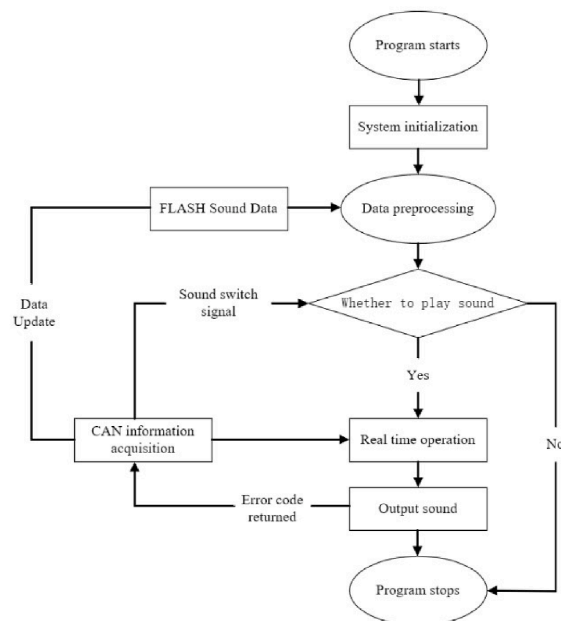 Program starts
System initialization
FLASH Sound Data
Data preprocessing
Data
Update
Sound switch
signal
Whether to play sound
Yes
CAN information
acquisition
Real time operation
No
Error code
returned
Output sound
Program stops